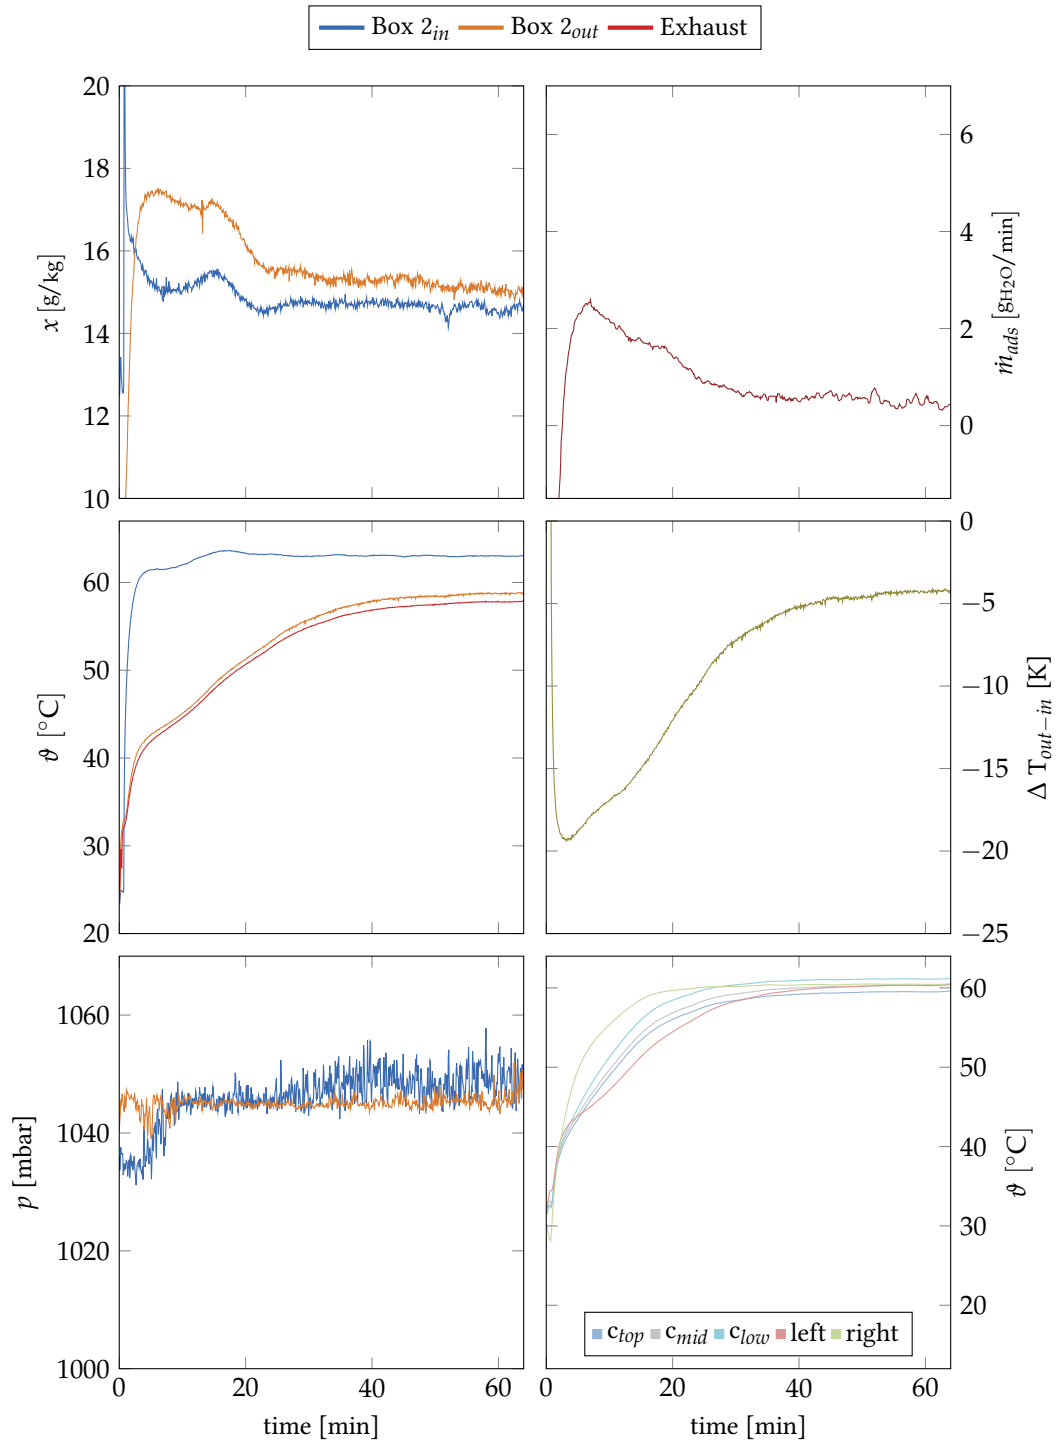 Box 2in Box 2out Exhaust
20
18
16
14
12
10
x [g/kg]
6
4
2
0
ṁads [gH2O/min]
60
50
40
30
20
ϑ [°C]
0
−5
−10
−15
−20
−25
Δ Tout−in [K]
1060
1040
1020
1000
p [mbar]
0 20 40 60
time [min]
60
50
40
30
20
ϑ [°C]
ctop cmid clow left right
0 20 40 60
time [min]